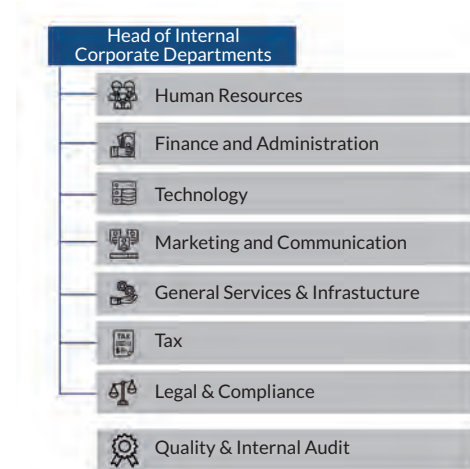 Head of Internal
Corporate Departments
Human Resources
Finance and Administration
Technology
Marketing and Communication
General Services & Infrastucture
TAX
Tax
Legal & Compliance
Quality & Internal Audit